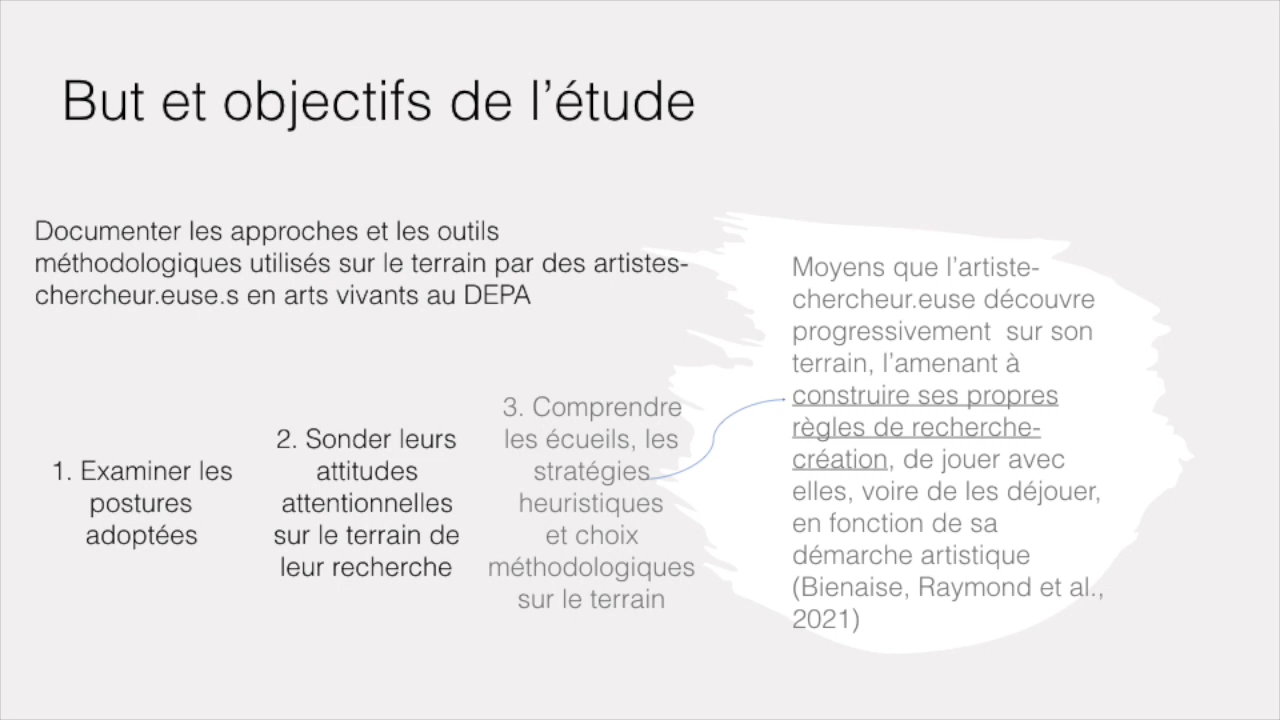 But et objectifs de l’étude
Documenter les approches et les outils
méthodologiques utilisés sur le terrain par des artistes-
chercheur.euse.s en arts vivants au DEPA
1. Examiner les
postures
adoptées
2. Sonder leurs
attitudes
attentionnelles
sur le terrain de
leur recherche
3. Comprendre
les écueils, les
stratégies
heuristiques
et choix
méthodologiques
sur le terrain
Moyens que l’artiste-
chercheur.euse découvre
progressivement sur son
terrain, l’amenant à
construire ses propres
règles de recherche-
création, de jouer avec
elles, voire de les déjouer,
en fonction de sa
démarche artistique
(Bienaise, Raymond et al.,
2021)